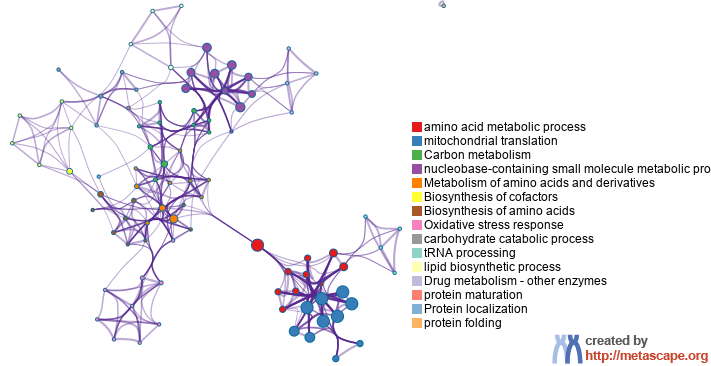 amino acid metabolic process
mitochondrial translation
Carbon metabolism
nucleobase-containing small molecule metabolic pro
Metabolism of amino acids and derivatives
Biosynthesis of cofactors
Biosynthesis of amino acids
Oxidative stress response
carbohydrate catabolic process
tRNA processing
lipid biosynthetic process
Drug metabolism - other enzymes
protein maturation
Protein localization
protein folding
created by
http://metascape.org